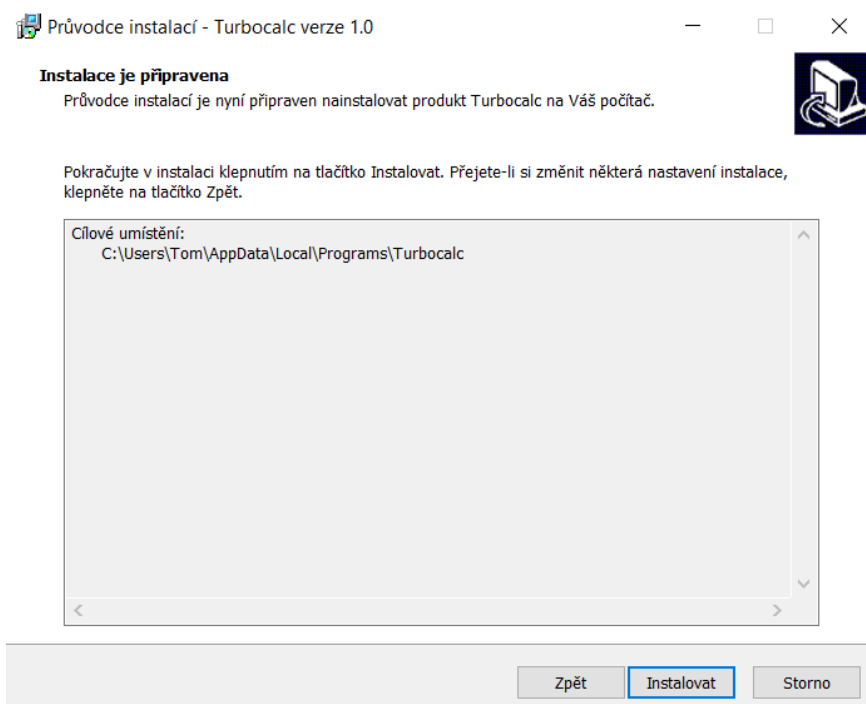 Průvodce instalací - Turbocalc verze 1.0
Instalace je připravena
Průvodce instalací je nyní připraven nainstalovat produkt Turbocalc na Váš počítač.
Pokračujte v instalaci klepnutím na tlačítko Instalovat. Přejete-li si změnit některá nastavení instalace,
klepněte na tlačítko Zpět.
Cílové umístění:
C:\Users\Tom\AppData\Local\Programs\Turbocalc
Zpět
Instalovat
Storno